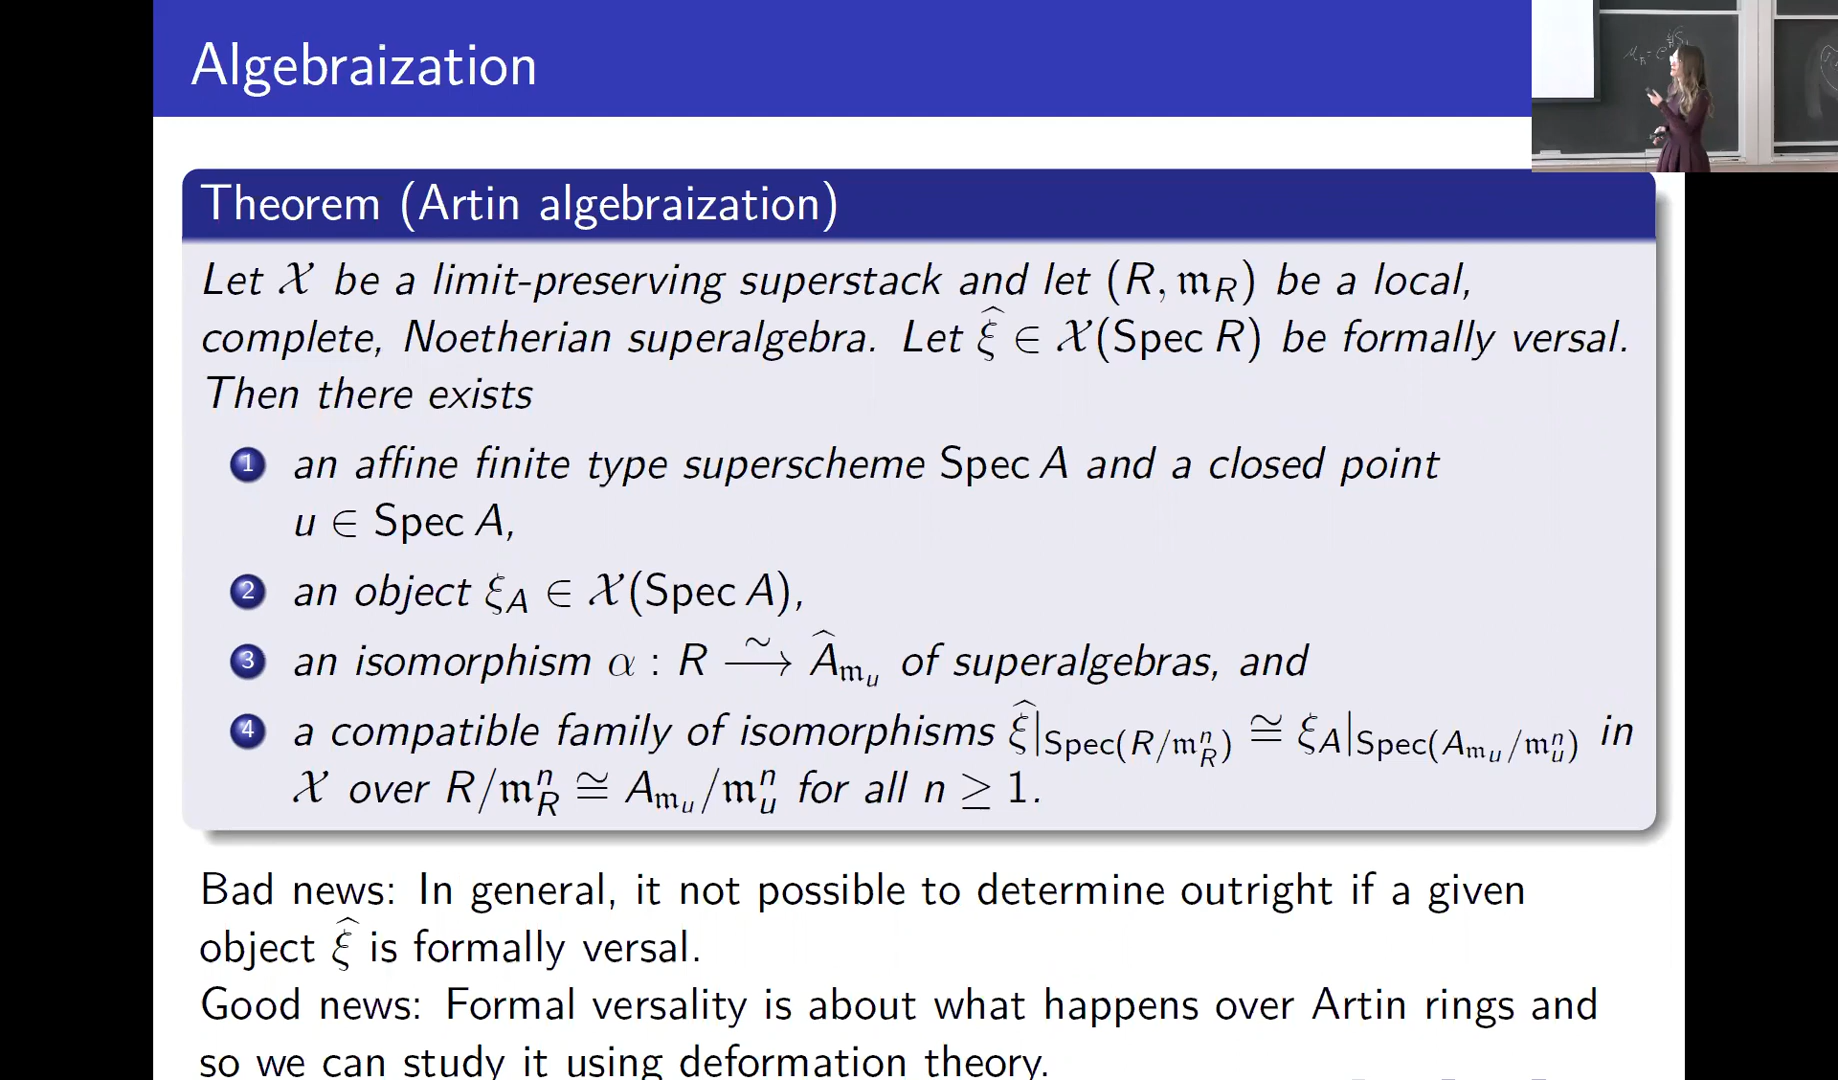 Algebraization
Theorem (Artin algebraization)
Let 𝒳 be a limit-preserving superstack and let (R, 𝔪_R) be a local,
complete, Noetherian superalgebra. Let ξ̂ ∈ 𝒳(Spec R) be formally versal.
Then there exists
1 an affine finite type superscheme Spec A and a closed point
u ∈ Spec A,
2 an object ξ_A ∈ 𝒳(Spec A),
3 an isomorphism α : R ⟶̃ Â_{𝔪_u} of superalgebras, and
4 a compatible family of isomorphisms ξ̂|_{Spec(R/𝔪_R^n)} ≅ ξ_A|_{Spec(A_{𝔪_u}/𝔪_u^n)} in
𝒳 over R/𝔪_R^n ≅ A_{𝔪_u}/𝔪_u^n for all n ≥ 1.
Bad news: In general, it not possible to determine outright if a given
object ξ̂ is formally versal.
Good news: Formal versality is about what happens over Artin rings and
so we can study it using deformation theory.